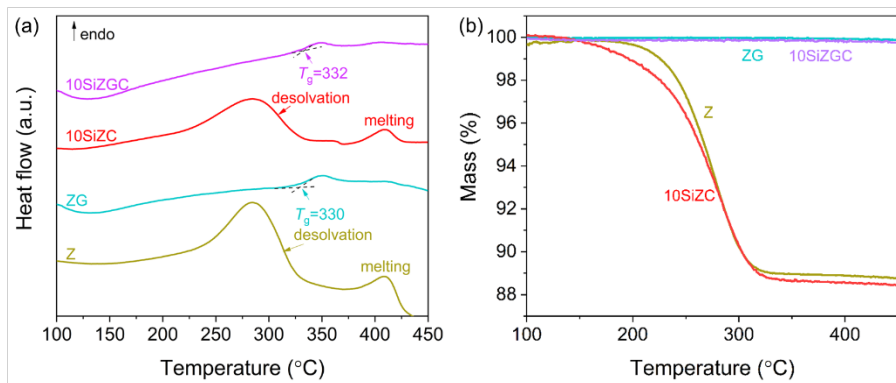 (a)
endo
10SiZGC
Tg=332
desolvation
10SiZC
melting
ZG
Tg=330
desolvation
Z
melting
Heat flow (a.u.)
100 150 200 250 300 350 400 450
Temperature (°C)
(b)
100
98
96
94
92
90
88
ZG
10SiZGC
Z
10SiZC
Mass (%)
100 200 300 400
Temperature (°C)